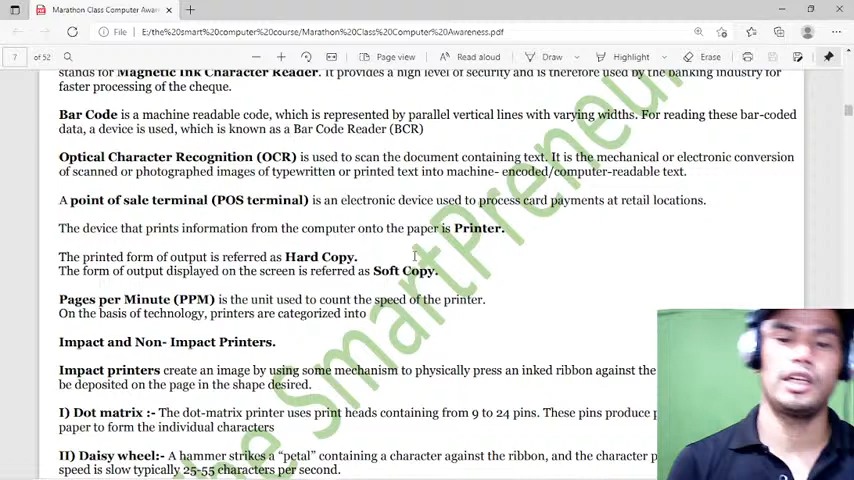 Marathon Class Computer Awar
File
E:/the%20smart%20computer%20course/Marathon%20Class%20Computer%20Awareness.pdf
7 of 52
Page view
Read aloud
Draw
Highlight
Erase
stands for Magnetic Ink Character Reader. It provides a high level of security and is therefore used by the banking industry for
faster processing of the cheque.
Bar Code is a machine readable code, which is represented by parallel vertical lines with varying widths. For reading these bar-coded
data, a device is used, which is known as a Bar Code Reader (BCR)
Optical Character Recognition (OCR) is used to scan the document containing text. It is the mechanical or electronic conversion
of scanned or photographed images of typewritten or printed text into machine- encoded/computer-readable text.
A point of sale terminal (POS terminal) is an electronic device used to process card payments at retail locations.
The device that prints information from the computer onto the paper is Printer.
The printed form of output is referred as Hard Copy.
The form of output displayed on the screen is referred as Soft Copy.
Pages per Minute (PPM) is the unit used to count the speed of the printer.
On the basis of technology, printers are categorized into
Impact and Non- Impact Printers.
Impact printers create an image by using some mechanism to physically press an inked ribbon against the
be deposited on the page in the shape desired.
I) Dot matrix :- The dot-matrix printer uses print heads containing from 9 to 24 pins. These pins produce
paper to form the individual characters
II) Daisy wheel:- A hammer strikes a "petal" containing a character against the ribbon, and the character
speed is slow typically 25-55 characters per second.
The SmartPreneur